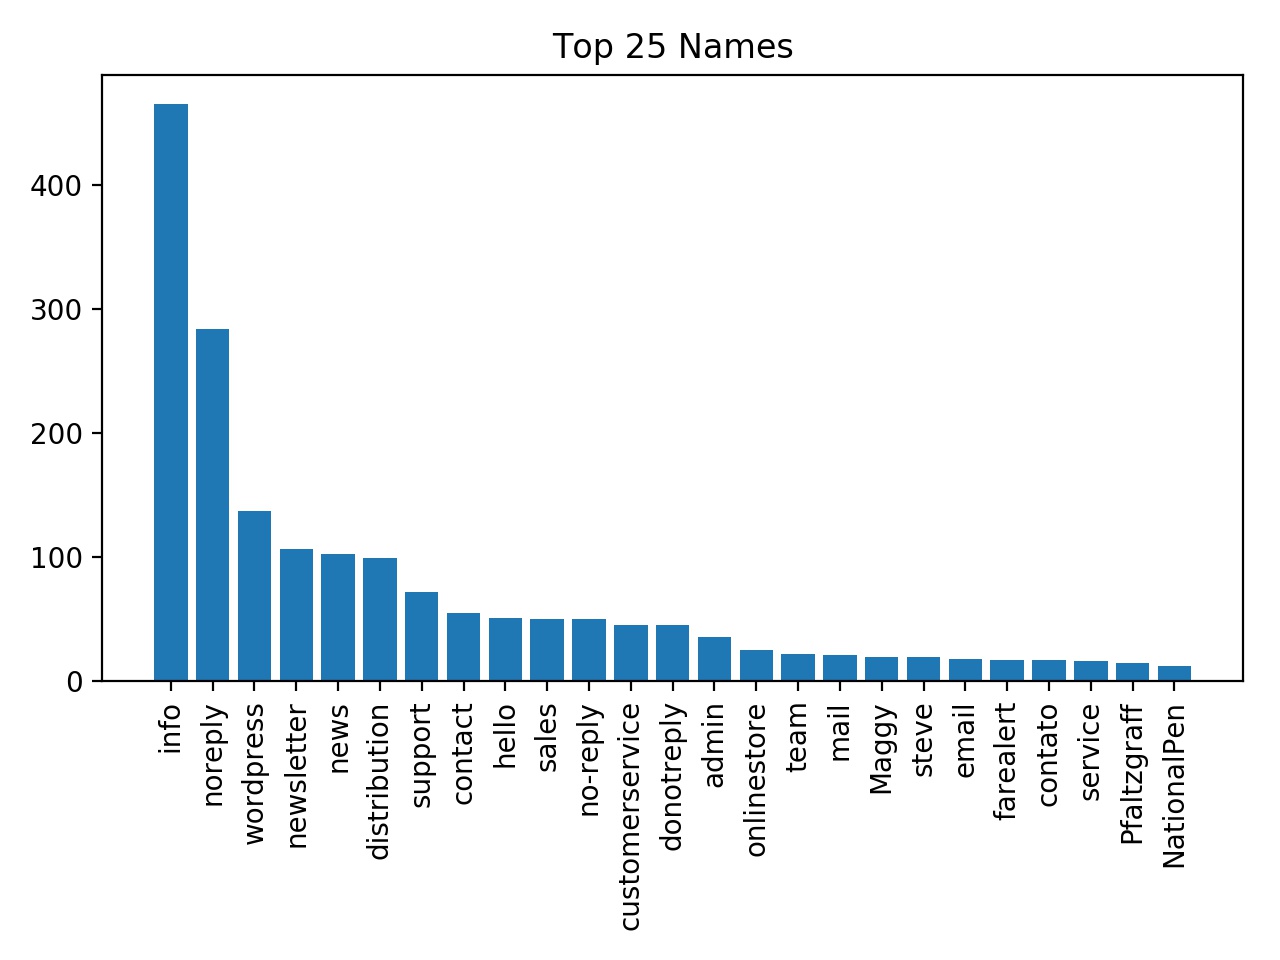 Top 25 Names
400
300
200
100
0
info
noreply
wordpress
newsletter
news
distribution
support
contact
hello
sales
no-reply
customerservice
donotreply
admin
onlinestore
team
mail
Maggy
steve
email
farealert
contato
service
Pfaltzgraff
NationalPen